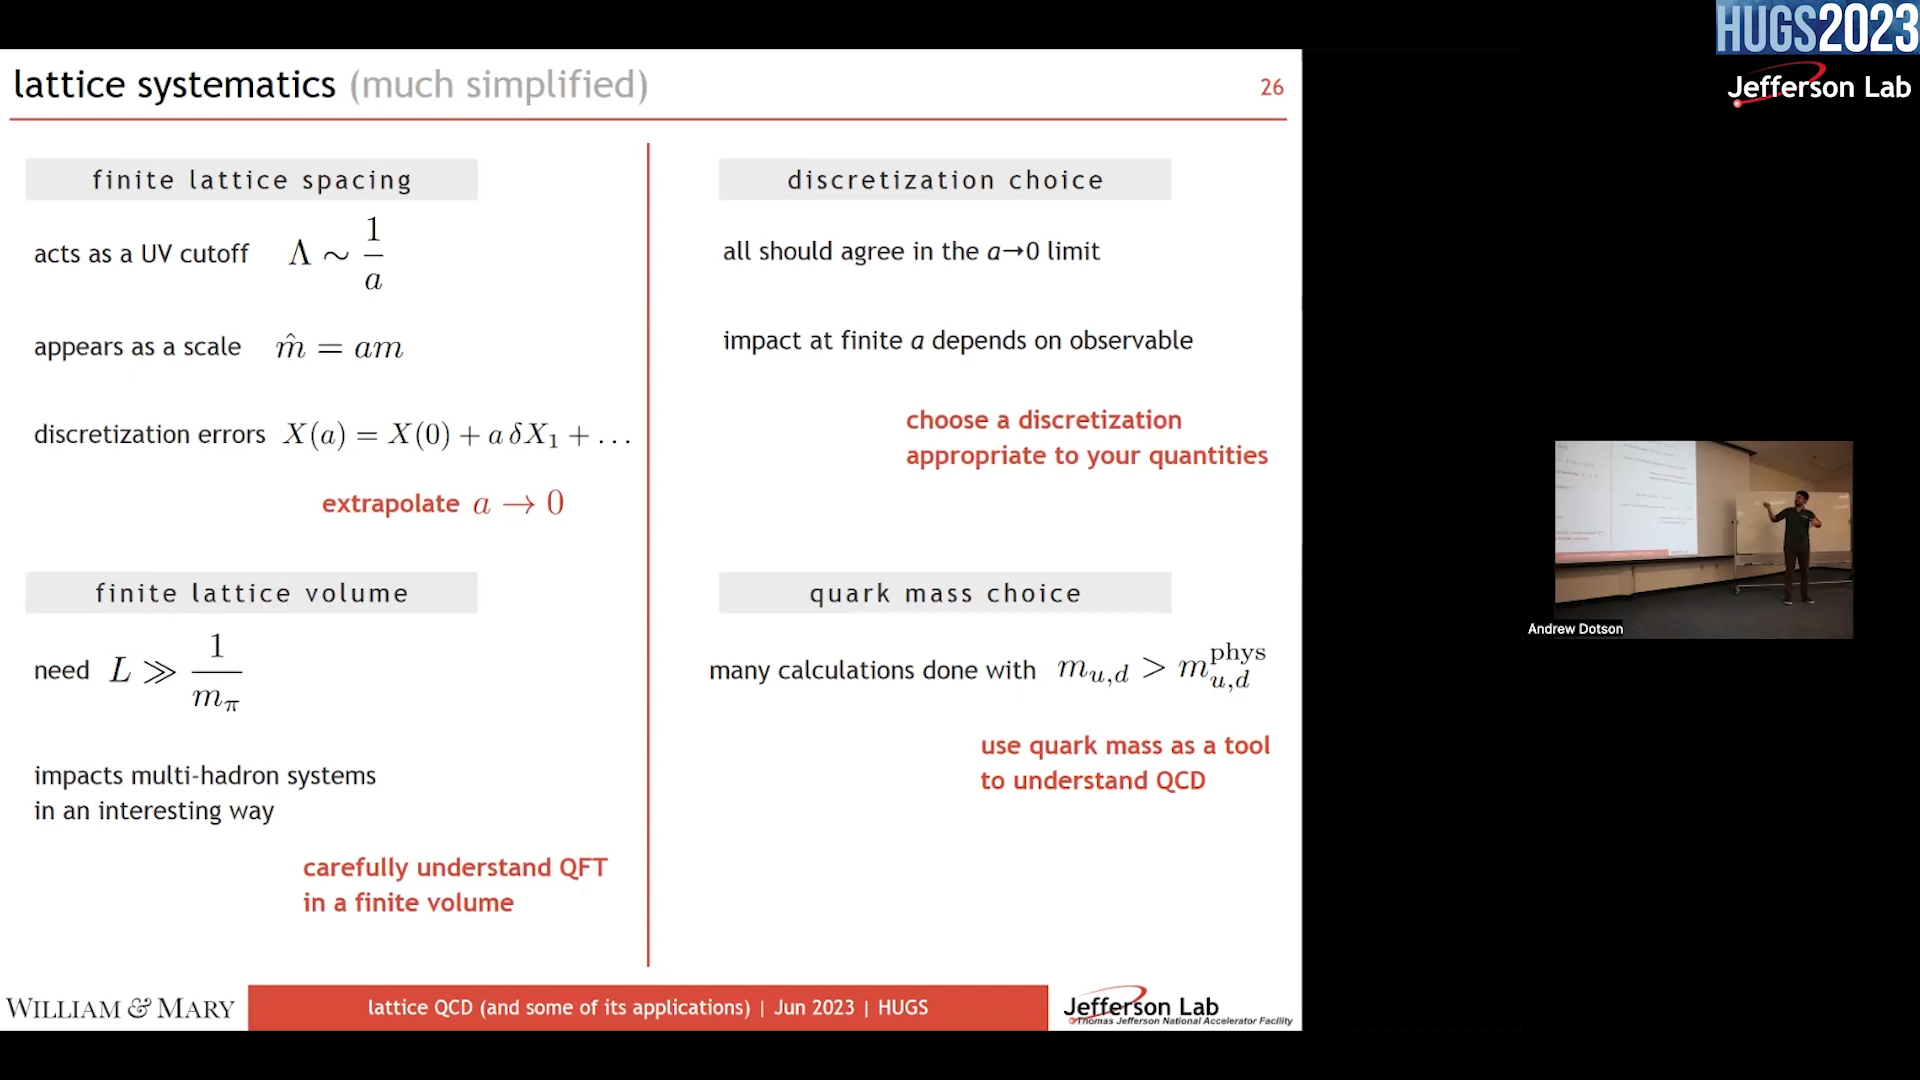 HUGS2023
Jefferson Lab
lattice systematics (much simplified)
26
finite lattice spacing
acts as a UV cutoff Λ ∼ 1/a
appears as a scale m̂ = am
discretization errors X(a) = X(0) + a δX₁ + ...
extrapolate a → 0
finite lattice volume
need L ≫ 1/m_π
impacts multi-hadron systems
in an interesting way
carefully understand QFT
in a finite volume
discretization choice
all should agree in the a→0 limit
impact at finite a depends on observable
choose a discretization
appropriate to your quantities
quark mass choice
many calculations done with m_{u,d} > m_{u,d}^{phys}
use quark mass as a tool
to understand QCD
WILLIAM & MARY
lattice QCD (and some of its applications) | Jun 2023 | HUGS
Jefferson Lab
Thomas Jefferson National Accelerator Facility
Andrew Dotson